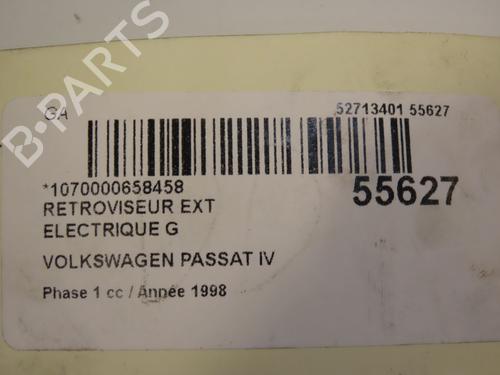 GA
52713401 55627
*1070000658458
55627
RETROVISEUR EXT
ELECTRIQUE G
VOLKSWAGEN PASSAT IV
Phase 1 cc / Année 1998
B-PARTS